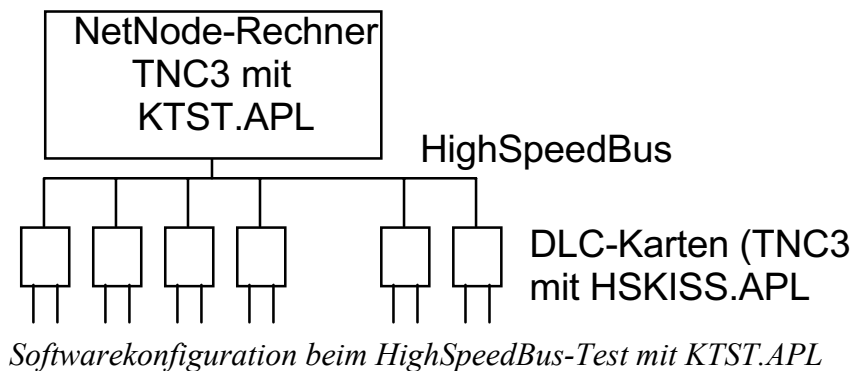 NetNode-Rechner
TNC3 mit
KTST.APL
HighSpeedBus
DLC-Karten (TNC3
mit HSKISS.APL
Softwarekonfiguration beim HighSpeedBus-Test mit KTST.APL